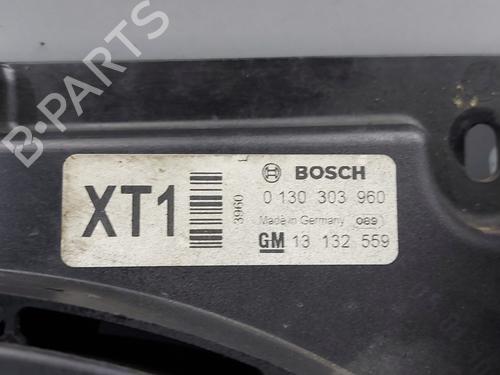 XT1
3960
L
BOSCH
0 130 303 960
Made in Germany 089
GM 13 132 559
B-PARTS